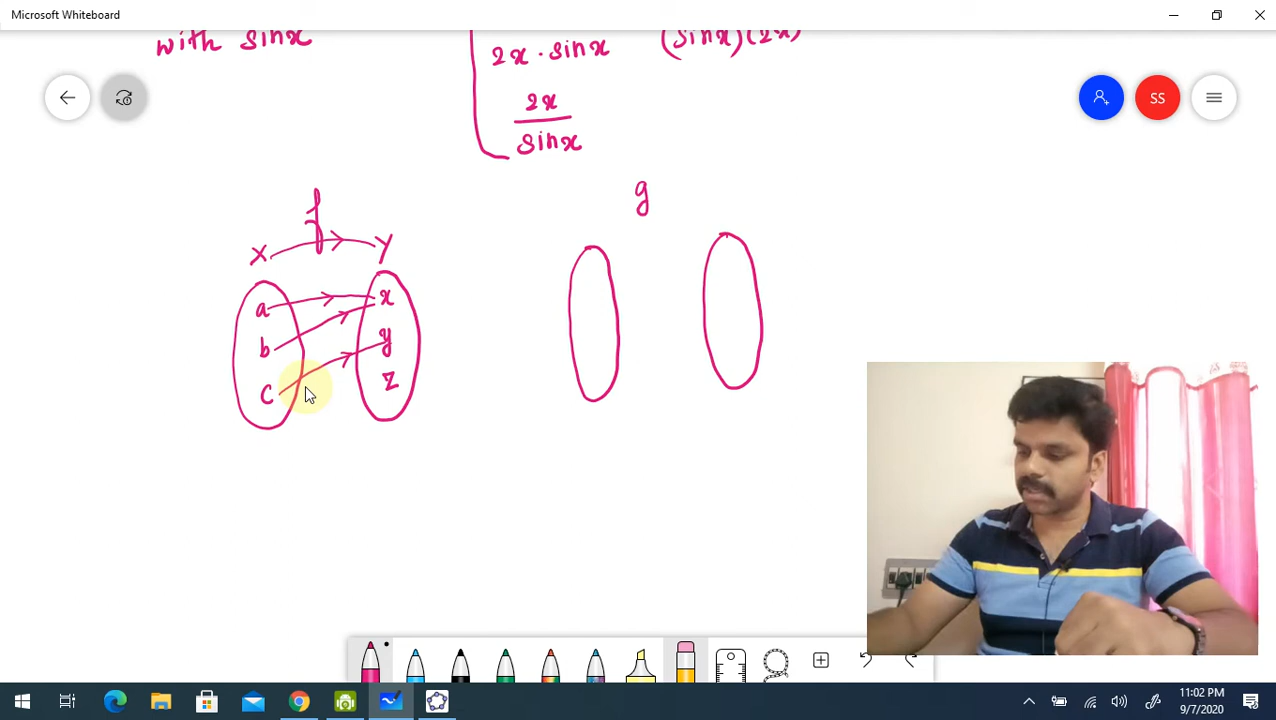 Microsoft Whiteboard
with sinx
2x · sinx (sinx)(2x)
2x
sinx
SS
f
g
X Y
a x
b y
c z
11:02 PM
9/7/2020